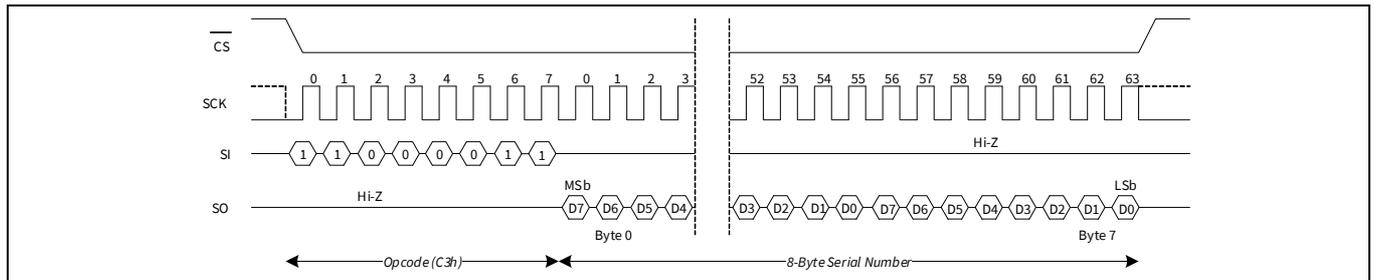 CS
0 1 2 3 4 5 6 7 0 1 2 3 52 53 54 55 56 57 58 59 60 61 62 63
SCK
Hi-Z
SI 1 1 0 0 0 0 1 1
Hi-Z MSb LSb
SO D7 D6 D5 D4 D3 D2 D1 D0 D7 D6 D5 D4 D3 D2 D1 D0
Byte 0 Byte 7
Opcode (C3h) 8-Byte Serial Number